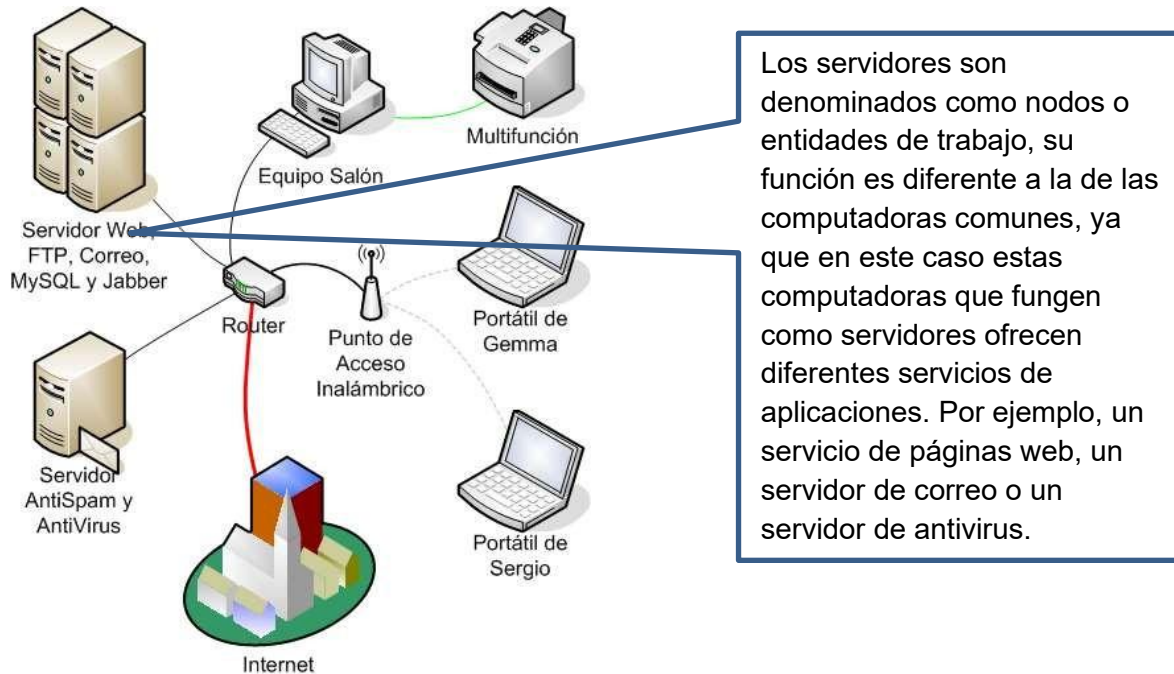 Multifunción
Equipo Salón
Servidor Web,
FTP, Correo,
MySQL y Jabber
Router
Punto de
Acceso
Inalámbrico
Portátil de
Gemma
Servidor
AntiSpam y
AntiVirus
Portátil de
Sergio
Internet
Los servidores son
denominados como nodos o
entidades de trabajo, su
función es diferente a la de las
computadoras comunes, ya
que en este caso estas
computadoras que fungen
como servidores ofrecen
diferentes servicios de
aplicaciones. Por ejemplo, un
servicio de páginas web, un
servidor de correo o un
servidor de antivirus.